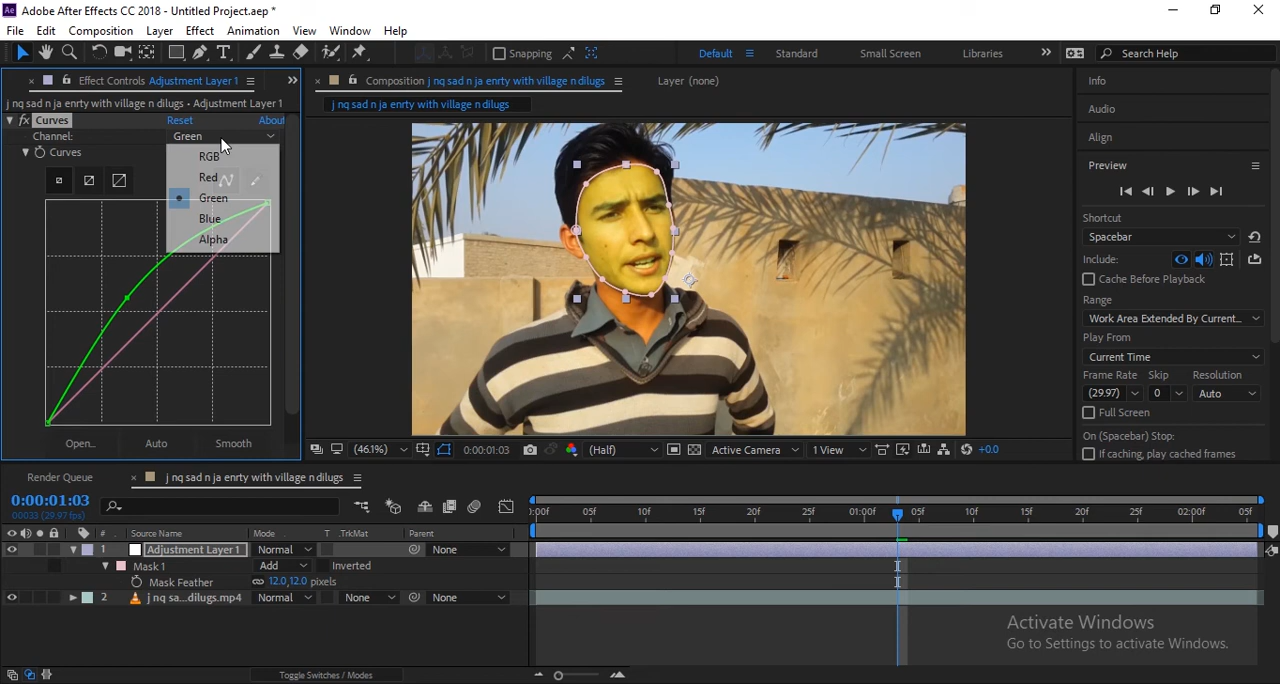 Ae Adobe After Effects CC 2018 - Untitled Project.aep *
File Edit Composition Layer Effect Animation View Window Help
Snapping Default Standard Small Screen Libraries Search Help
Effect Controls Adjustment Layer 1
j nq sad n ja enrty with village n dilugs - Adjustment Layer 1
fx Curves Reset About
Channel: Green
Curves
RGB
Red
Green
Blue
Alpha
Open... Auto Smooth
Composition j nq sad n ja enrty with village n dilugs Layer (none)
j nq sad n ja enrty with village n dilugs
(46.1%) 0:00:01:03 (Half) Active Camera 1 View +0.0
Info
Audio
Align
Preview
Shortcut
Spacebar
Include:
Cache Before Playback
Range
Work Area Extended By Current...
Play From
Current Time
Frame Rate Skip Resolution
(29.97) 0 Auto
Full Screen
On (Spacebar) Stop:
If caching, play cached frames
Render Queue j nq sad n ja enrty with village n dilugs
0:00:01:03
00033 (29.97 fps)
# Source Name Mode T .TrkMat Parent
1 Adjustment Layer 1 Normal None
Mask 1 Add Inverted
Mask Feather 12.0,12.0 pixels
2 j nq sa...dilugs.mp4 Normal None None
):00f 05f 10f 15f 20f 25f 01:00f 05f 10f 15f 20f 25f 02:00f 05f
Toggle Switches / Modes
Activate Windows
Go to Settings to activate Windows.